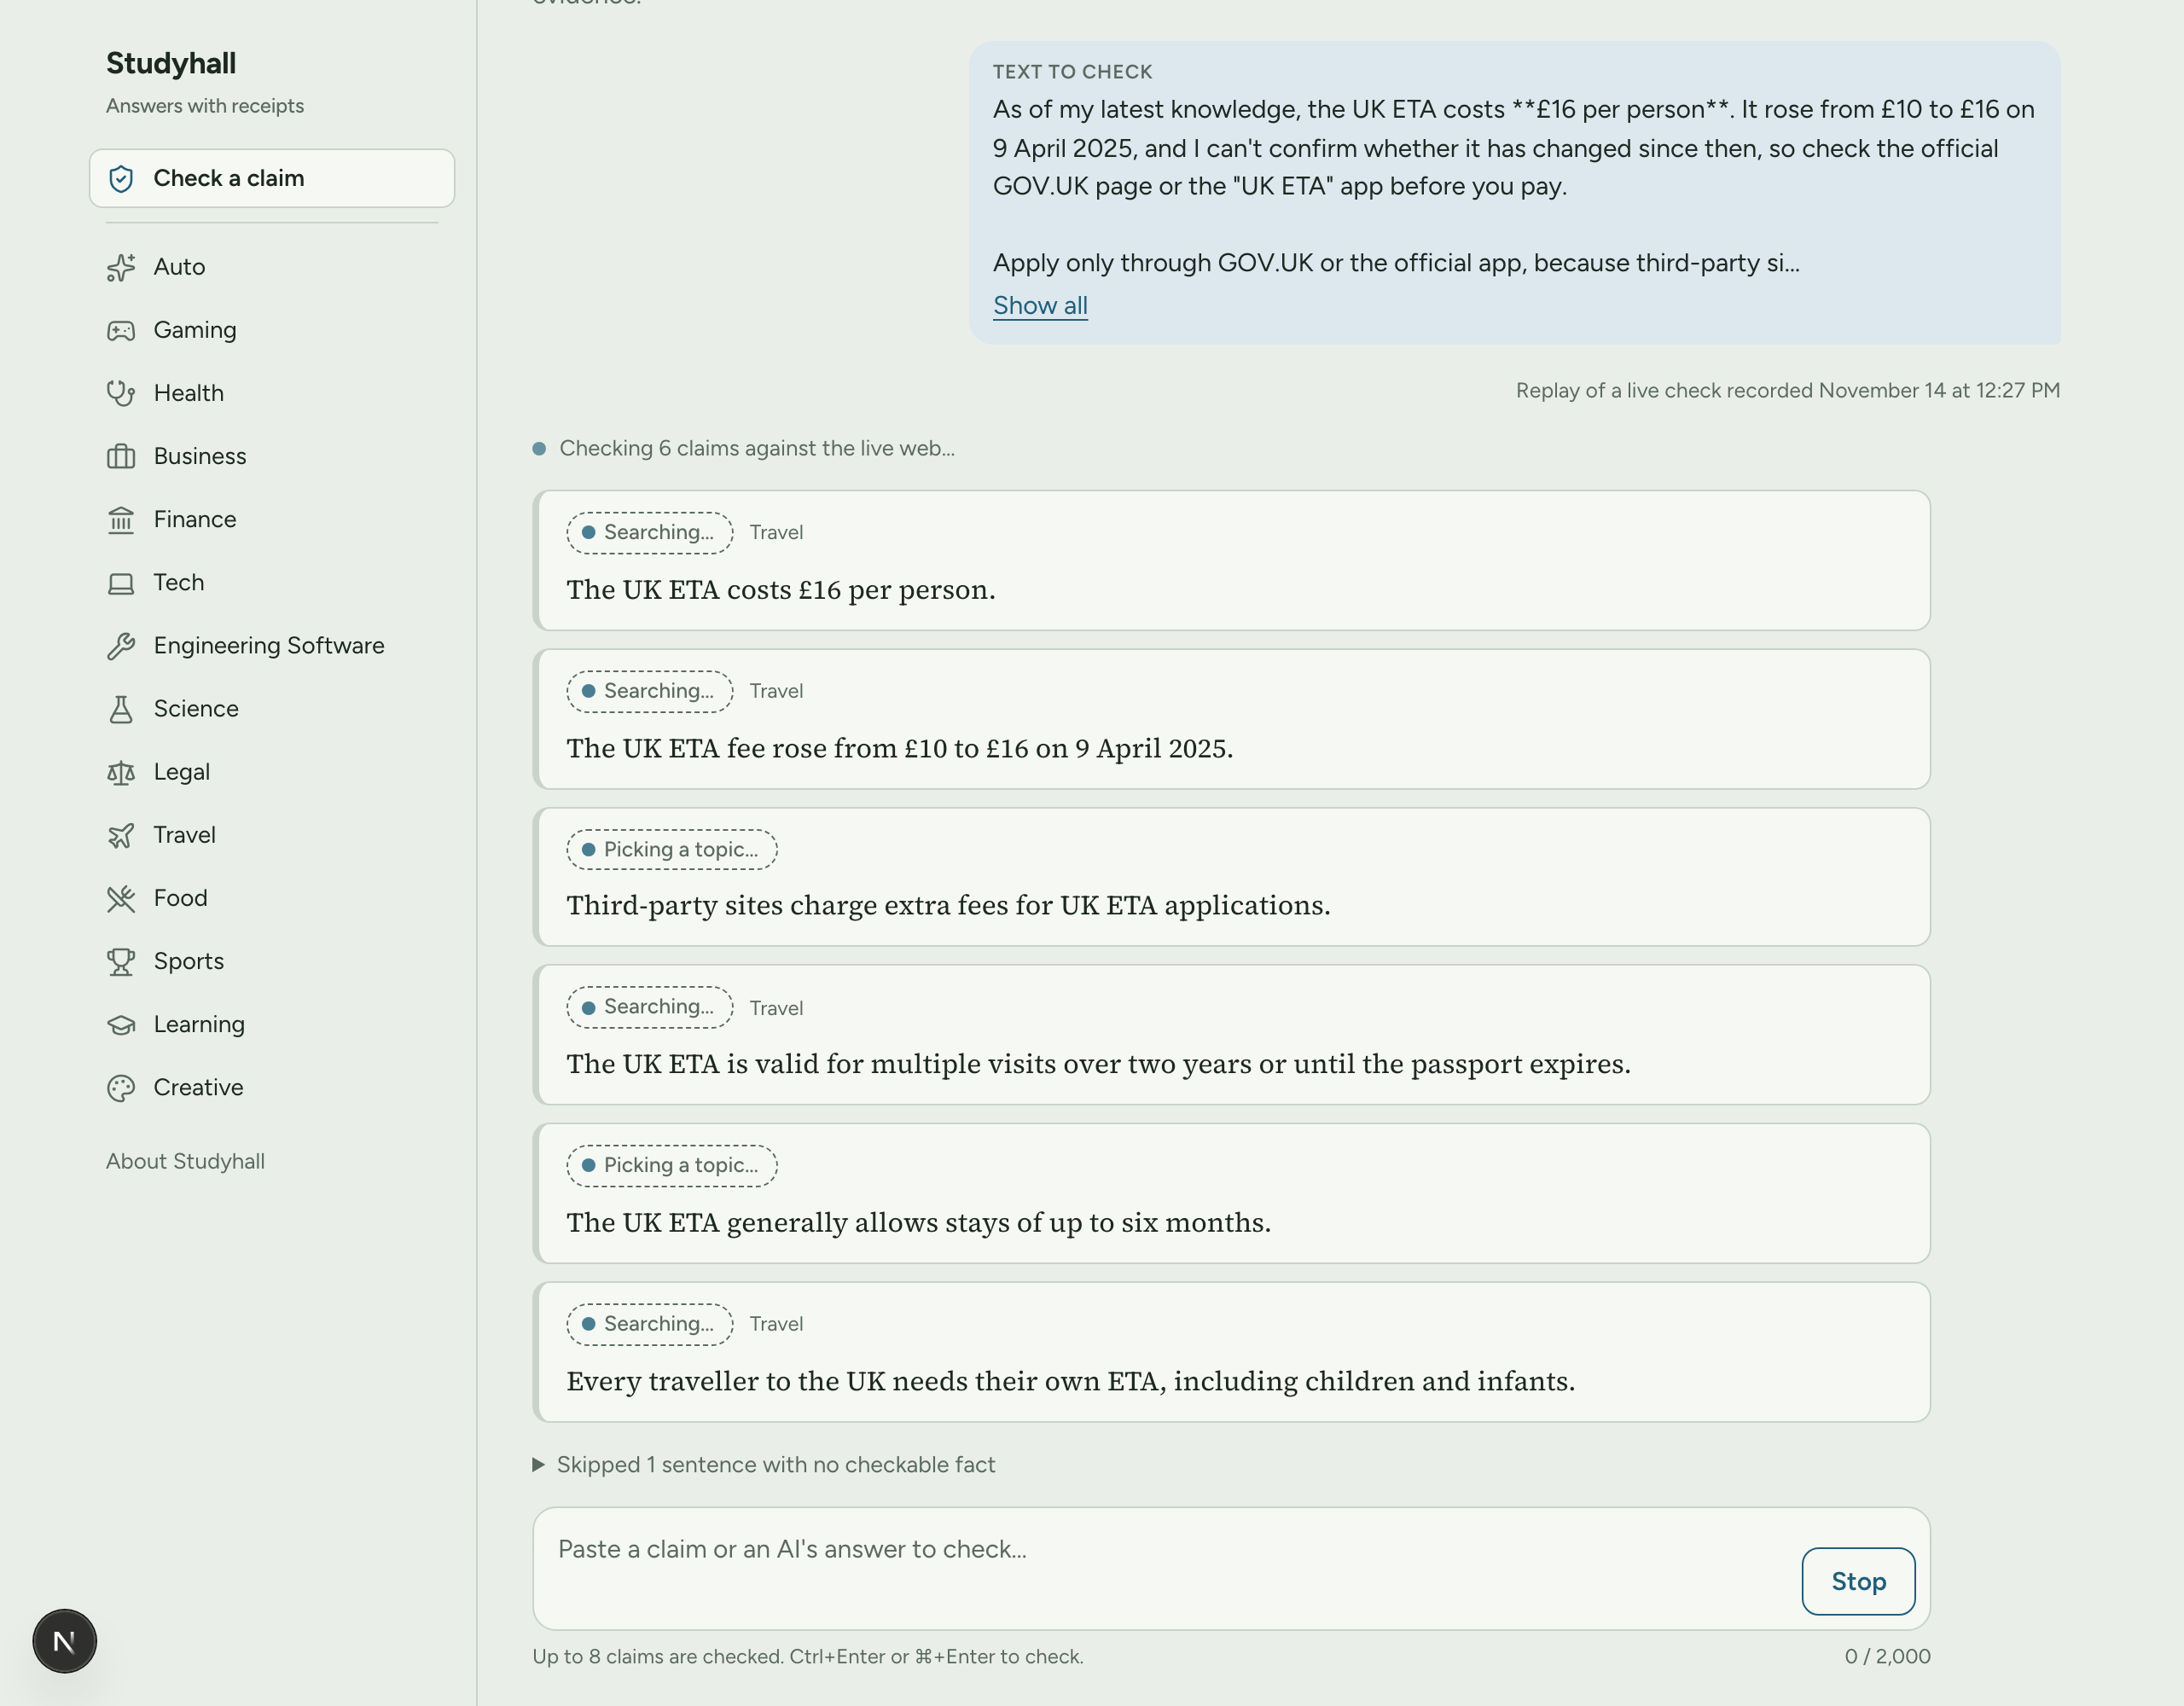 Studyhall
Answers with receipts
Check a claim
Auto
Gaming
Health
Business
Finance
Tech
Engineering Software
Science
Legal
Travel
Food
Sports
Learning
Creative
About Studyhall
N
evidence.
TEXT TO CHECK
As of my latest knowledge, the UK ETA costs **£16 per person**. It rose from £10 to £16 on
9 April 2025, and I can't confirm whether it has changed since then, so check the official
GOV.UK page or the "UK ETA" app before you pay.
Apply only through GOV.UK or the official app, because third-party si...
Show all
Replay of a live check recorded November 14 at 12:27 PM
Checking 6 claims against the live web...
Searching... Travel
The UK ETA costs £16 per person.
Searching... Travel
The UK ETA fee rose from £10 to £16 on 9 April 2025.
Picking a topic...
Third-party sites charge extra fees for UK ETA applications.
Searching... Travel
The UK ETA is valid for multiple visits over two years or until the passport expires.
Picking a topic...
The UK ETA generally allows stays of up to six months.
Searching... Travel
Every traveller to the UK needs their own ETA, including children and infants.
Skipped 1 sentence with no checkable fact
Paste a claim or an AI's answer to check...
Stop
Up to 8 claims are checked. Ctrl+Enter or ⌘+Enter to check.
0 / 2,000